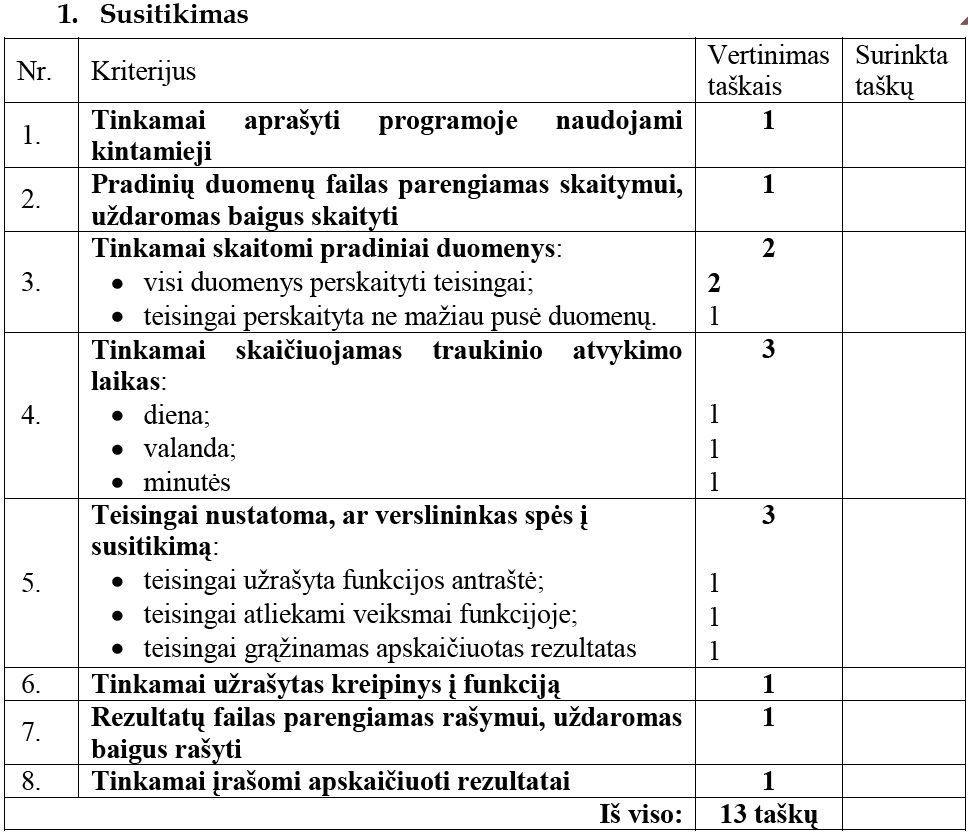 1. Susitikimas
Nr. Kriterijus Vertinimas taškais Surinkta taškų
1. Tinkamai aprašyti programoje naudojami 1
kintamieji
2. Pradinių duomenų failas parengiamas skaitymui, 1
uždaromas baigus skaityti
3. Tinkamai skaitomi pradiniai duomenys: 2
• visi duomenys perskaityti teisingai; 2
• teisingai perskaityta ne mažiau pusė duomenų. 1
4. Tinkamai skaičiuojamas traukinio atvykimo 3
laikas:
• diena; 1
• valanda; 1
• minutės 1
5. Teisingai nustatoma, ar verslininkas spės į 3
susitikimą:
• teisingai užrašyta funkcijos antraštė; 1
• teisingai atliekami veiksmai funkcijoje; 1
• teisingai grąžinamas apskaičiuotas rezultatas 1
6. Tinkamai užrašytas kreipinys į funkciją 1
7. Rezultatų failas parengiamas rašymui, uždaromas 1
baigus rašyti
8. Tinkamai įrašomi apskaičiuoti rezultatai 1
Iš viso: 13 taškų